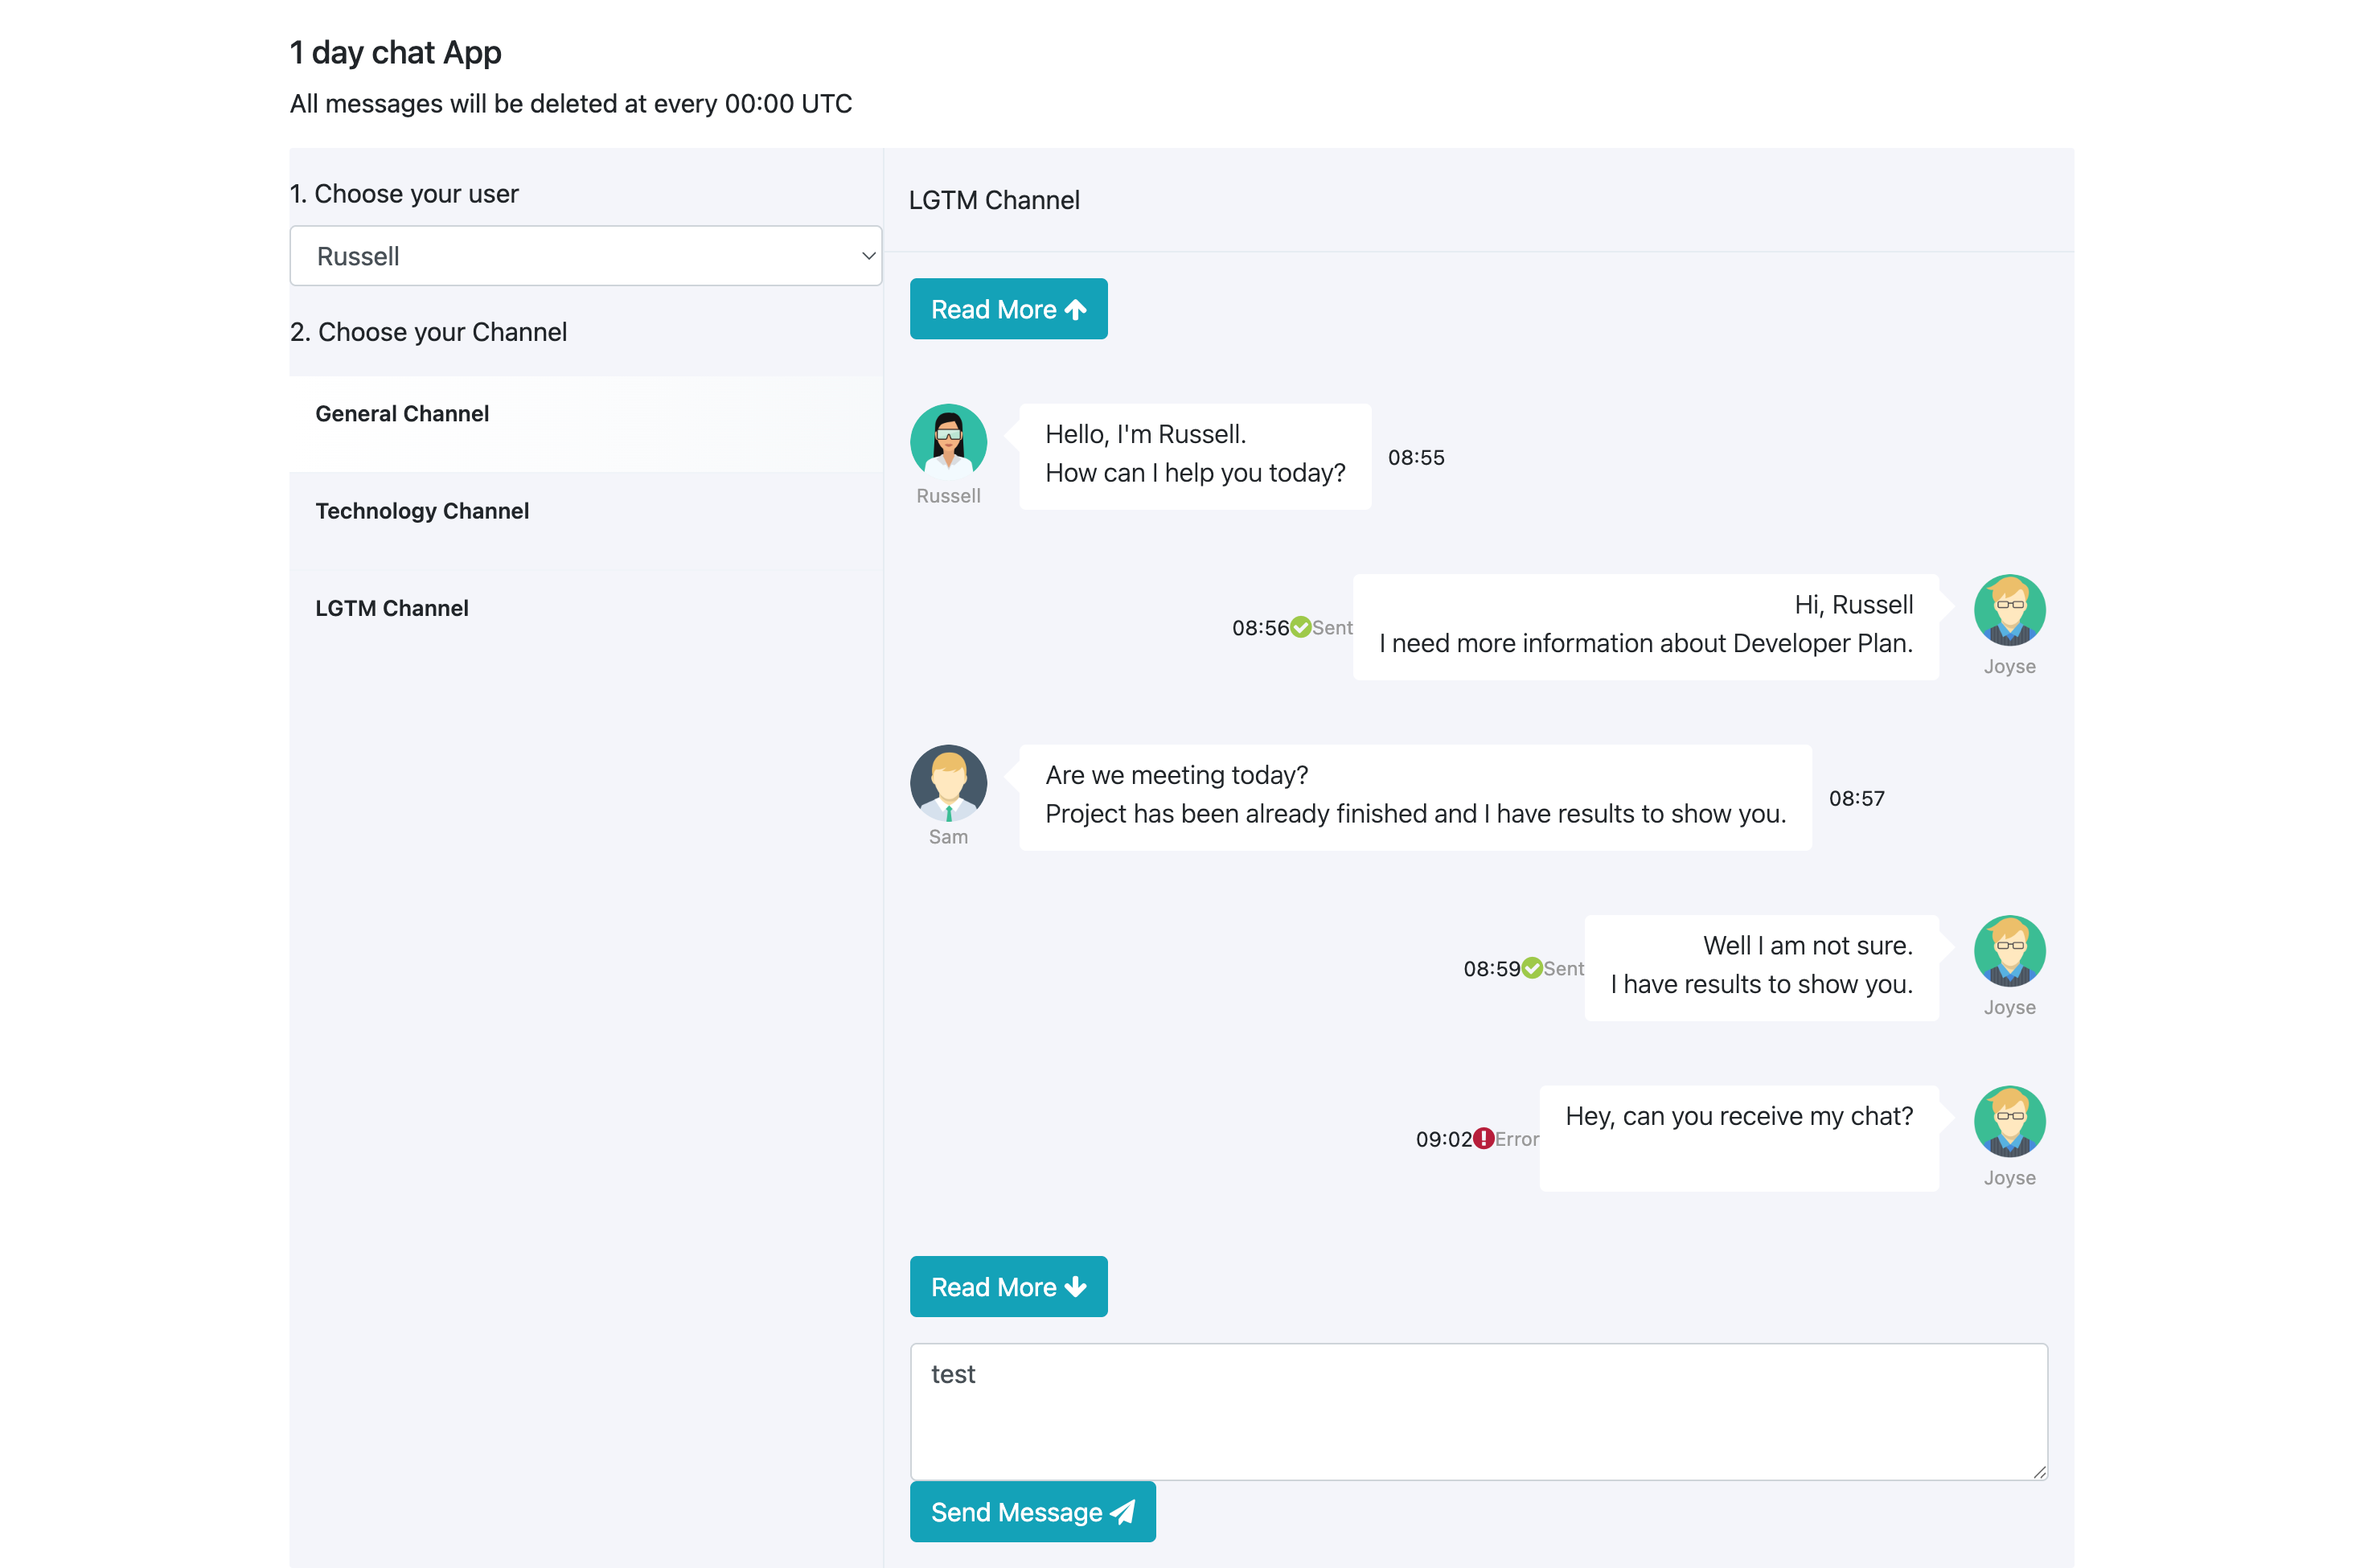 1 day chat App
All messages will be deleted at every 00:00 UTC
1. Choose your user
Russell
2. Choose your Channel
General Channel
Technology Channel
LGTM Channel
LGTM Channel
Read More
Hello, I'm Russell.
How can I help you today?
08:55
Russell
Hi, Russell
I need more information about Developer Plan.
08:56 Sent
Joyse
Are we meeting today?
Project has been already finished and I have results to show you.
08:57
Sam
Well I am not sure.
I have results to show you.
08:59 Sent
Joyse
Hey, can you receive my chat?
09:02 Error
Joyse
Read More
test
Send Message